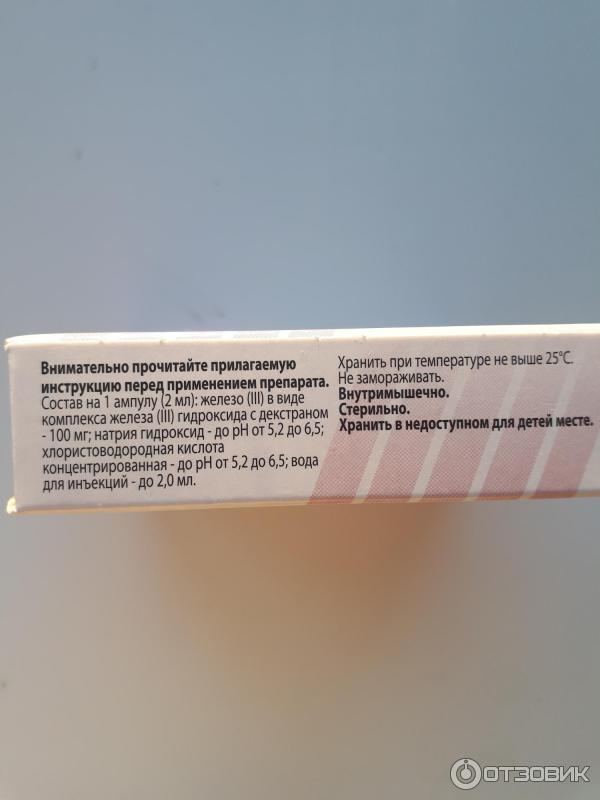 Внимательно прочитайте прилагаемую
инструкцию перед применением препарата.
Состав на 1 ампулу (2 мл): железо (III) в виде
комплекса железа (III) гидроксида с декстраном
- 100 мг; натрия гидроксид - до pH от 5,2 до 6,5;
хлористоводородная кислота
концентрированная - до pH от 5,2 до 6,5; вода
для инъекций - до 2,0 мл.
Хранить при температуре не выше 25°C.
Не замораживать.
Внутримышечно.
Стерильно.
Хранить в недоступном для детей месте.
ОТЗОВИК